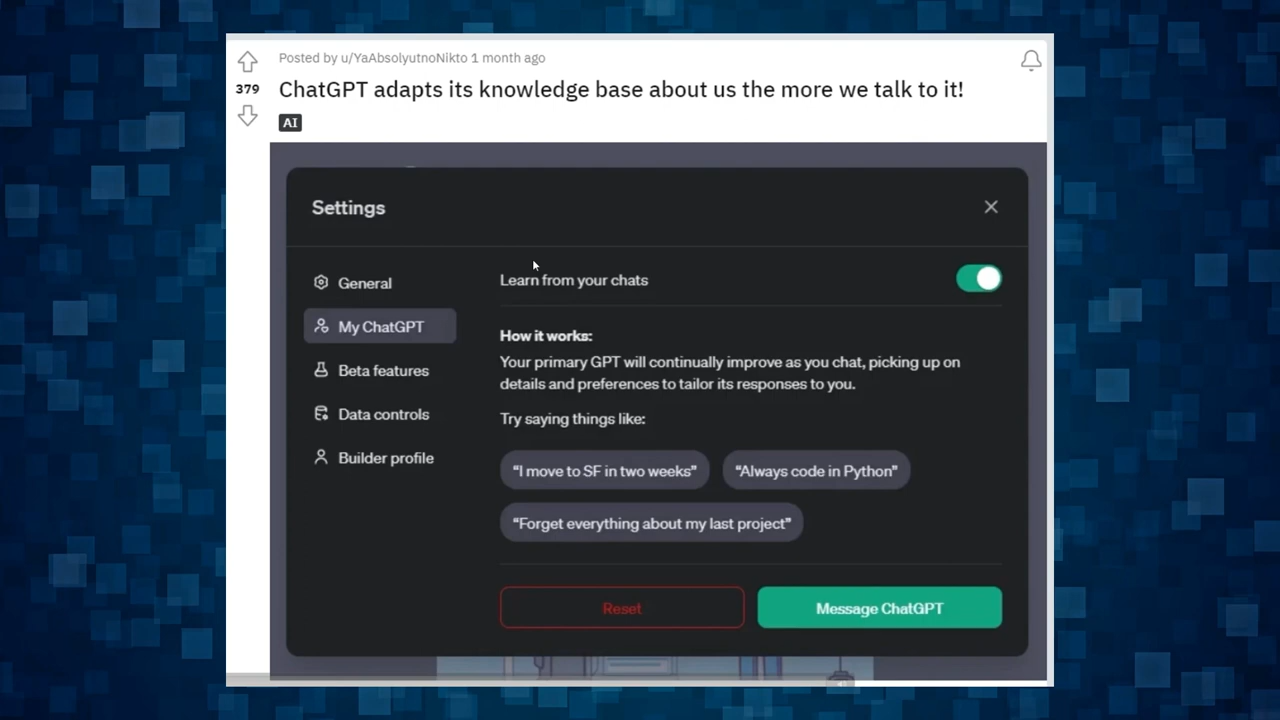 Posted by u/YaAbsolyutnoNikto 1 month ago
379
ChatGPT adapts its knowledge base about us the more we talk to it!
AI
Settings
General
My ChatGPT
Beta features
Data controls
Builder profile
Learn from your chats
How it works:
Your primary GPT will continually improve as you chat, picking up on
details and preferences to tailor its responses to you.
Try saying things like:
“I move to SF in two weeks”
“Always code in Python”
“Forget everything about my last project”
Reset
Message ChatGPT